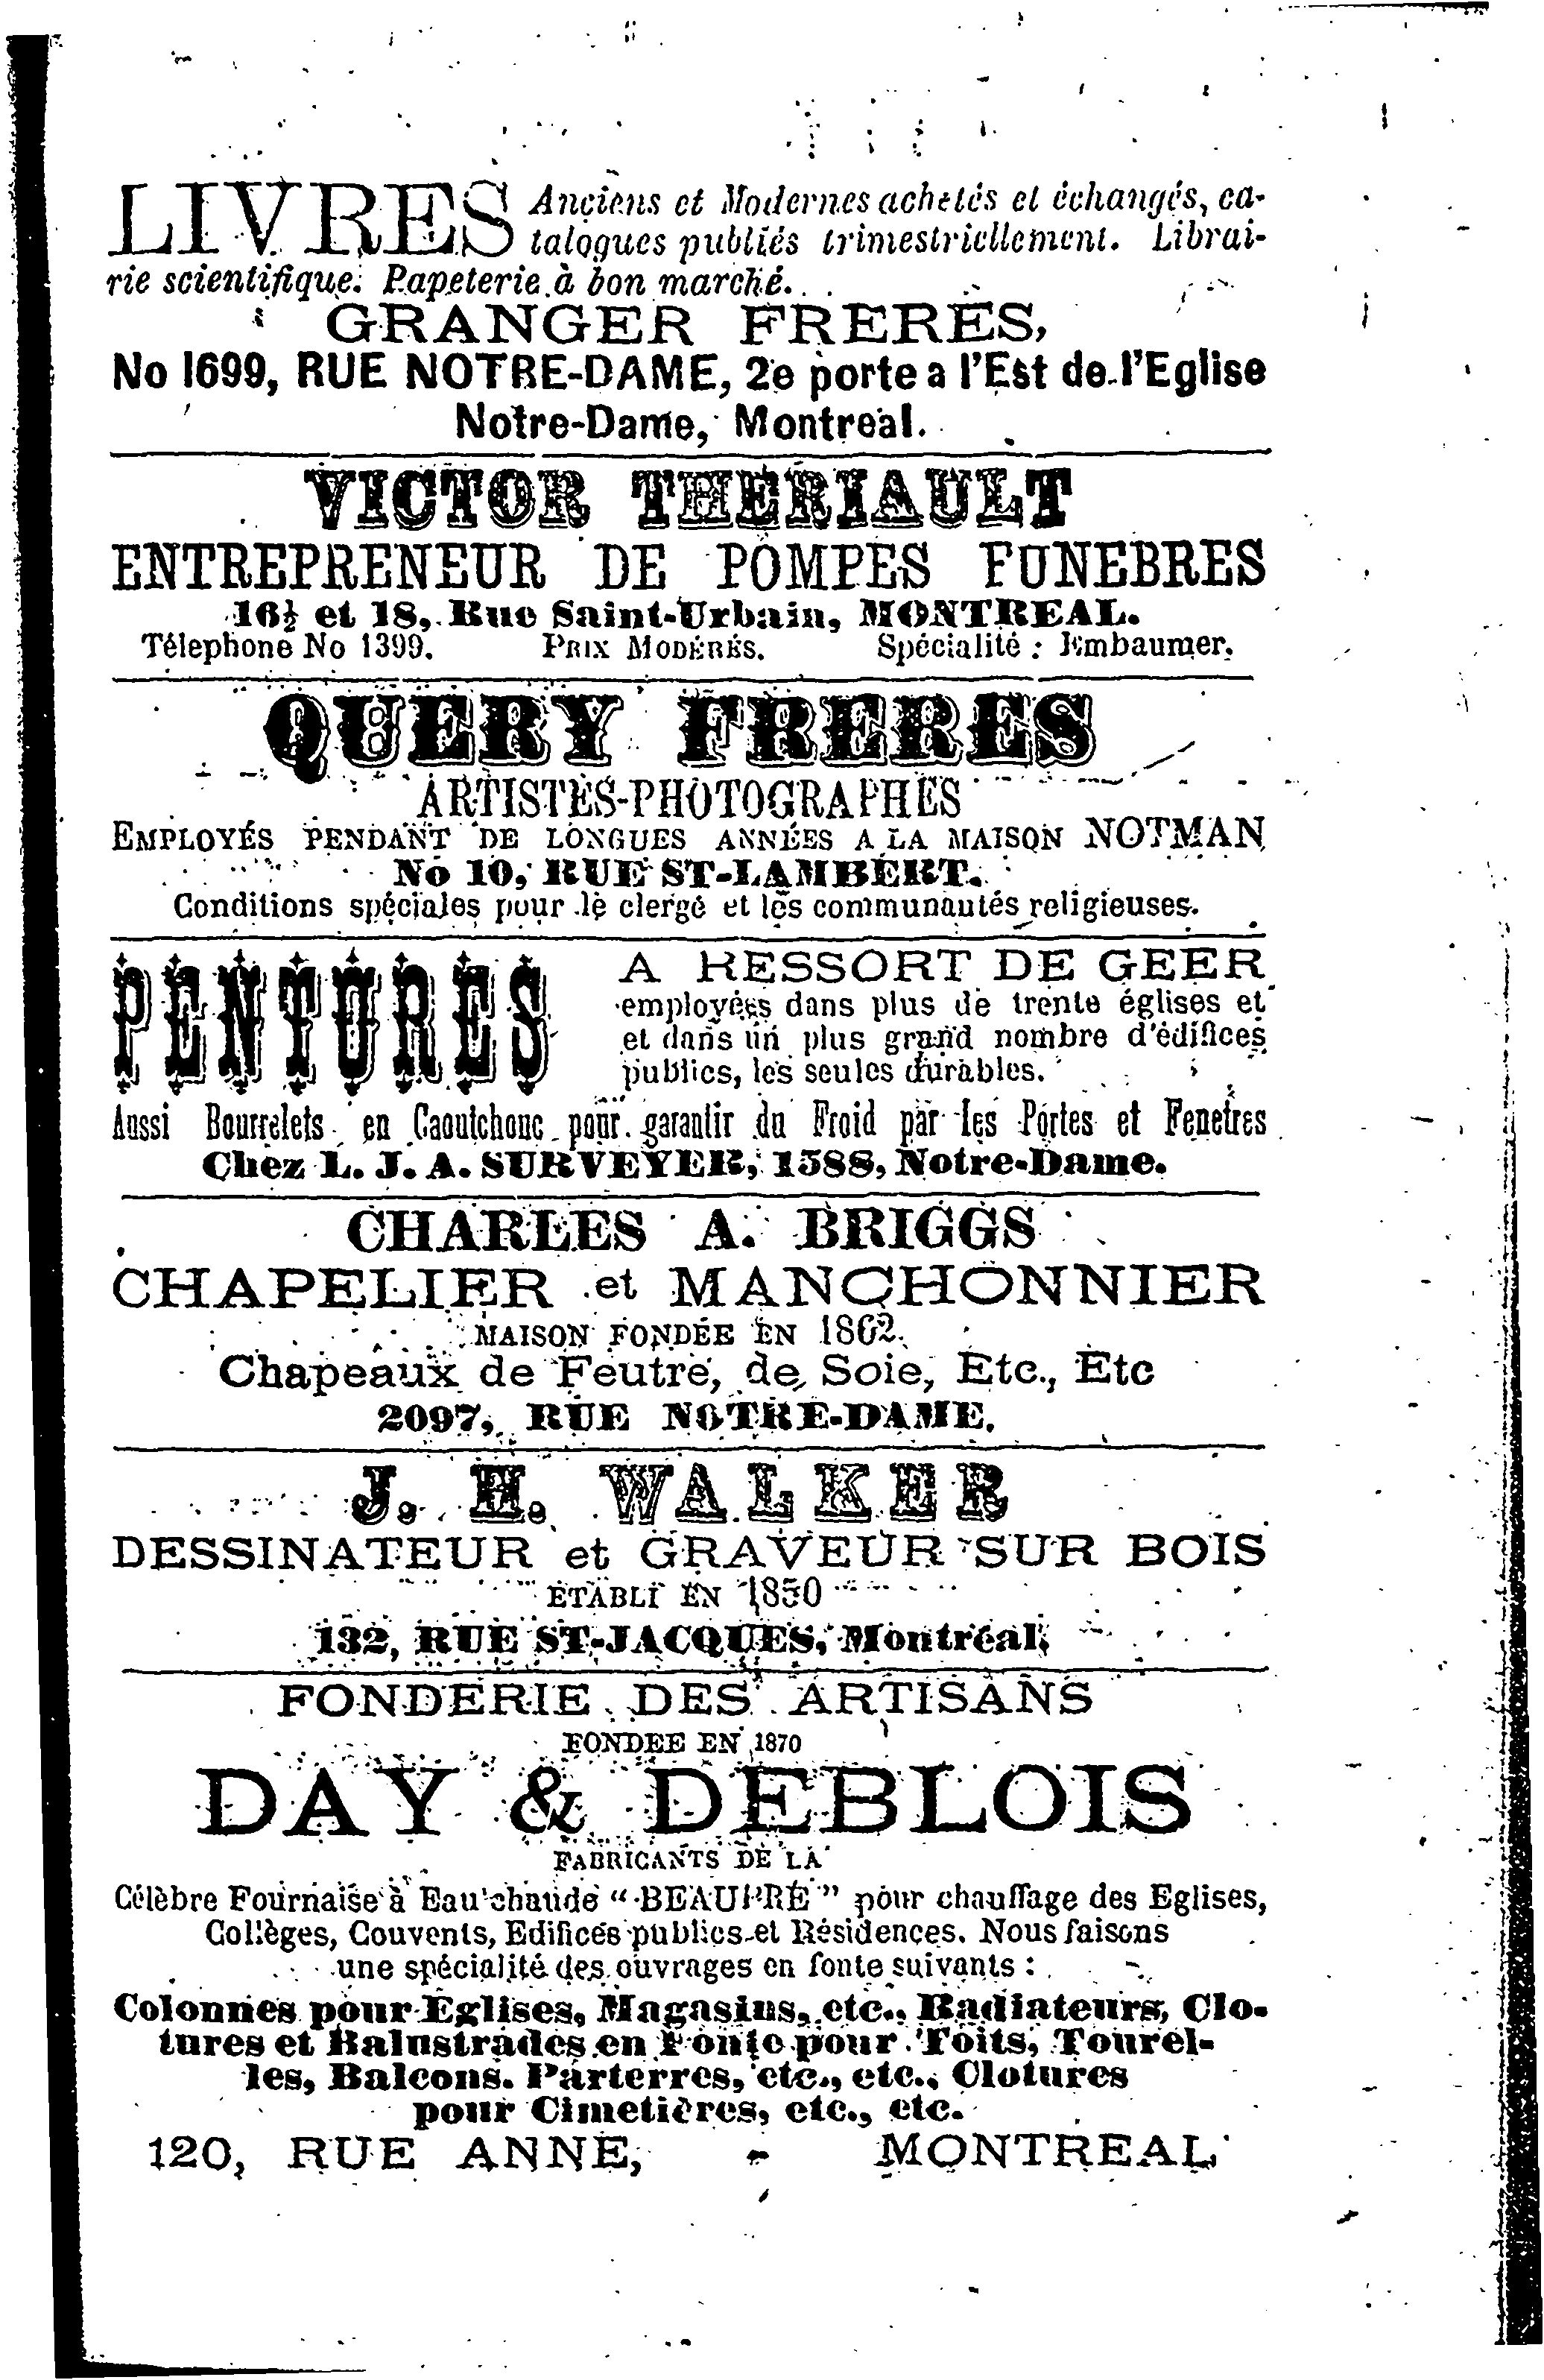 LIVRES Anciens et Modernes achetés et échangés, ca-
talogues publiés trimestriellement. Librai-
rie scientifique. Papeterie à bon marché.
GRANGER FRERES,
No 1699, RUE NOTRE-DAME, 2e porte a l'Est de l'Eglise
Notre-Dame, Montreal.
VICTOR THERIAULT
ENTREPRENEUR DE POMPES FUNEBRES
16½ et 18, Rue Saint-Urbain, MONTREAL.
Télephone No 1399. PRIX MODÉRÉS. Spécialité : Embaumer.
QUERY FRERES
ARTISTES-PHOTOGRAPHES
EMPLOYÉS PENDANT DE LONGUES ANNÉES A LA MAISON NOTMAN
No 10, RUE ST-LAMBERT.
Conditions spéciales pour le clergé et les communautés religieuses.
PENTURES A RESSORT DE GEER
employées dans plus de trente églises et
et dans un plus grand nombre d'édifices
publics, les seules durables.
Aussi Bourrelets en Caoutchouc pour garantir du Froid par les Portes et Fenetres
Chez L. J. A. SURVEYER, 1588, Notre-Dame.
CHARLES A. BRIGGS
CHAPELIER et MANCHONNIER
MAISON FONDÉE EN 1862.
Chapeaux de Feutre, de Soie, Etc., Etc
2097, RUE NOTRE-DAME.
J. H. WALKER
DESSINATEUR et GRAVEUR SUR BOIS
ETABLI EN 1850
132, RUE ST-JACQUES, Montréal,
FONDERIE DES ARTISANS
FONDEE EN 1870
DAY & DEBLOIS
FABRICANTS DE LA
Célèbre Fournaise à Eau chaude "BEAUPRÉ" pour chauffage des Eglises,
Collèges, Couvents, Edifices publics et Résidences. Nous faisons
une spécialité des ouvrages en fonte suivants :
Colonnes pour Eglises, Magasins, etc., Radiateurs, Clo-
tures et Balustrades en Fonte pour Toits, Tourel-
les, Balcons. Parterres, etc., etc., Clotures
pour Cimetières, etc., etc.
120, RUE ANNE, - MONTREAL